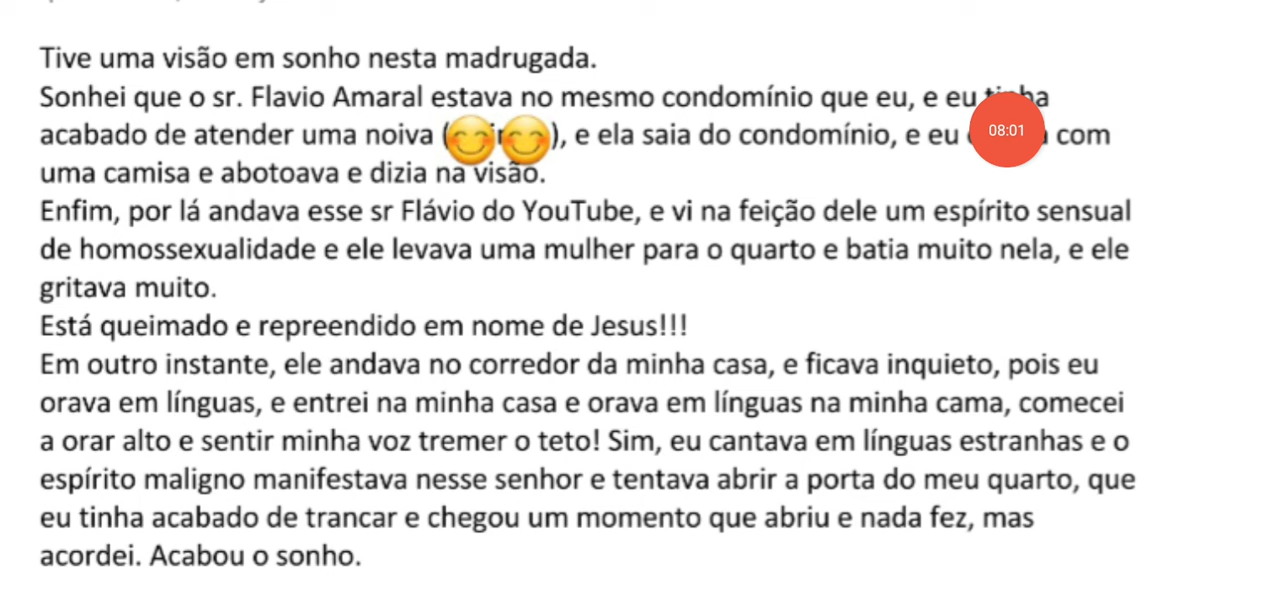 Tive uma visão em sonho nesta madrugada.
Sonhei que o sr. Flavio Amaral estava no mesmo condomínio que eu, e eu
acabado de atender uma noiva ( ), e ela saia do condomínio, e eu com
08:01
uma camisa e abotoava e dizia na visão.
Enfim, por lá andava esse sr Flávio do YouTube, e vi na feição dele um espírito sensual
de homossexualidade e ele levava uma mulher para o quarto e batia muito nela, e ele
gritava muito.
Está queimado e repreendido em nome de Jesus!!!
Em outro instante, ele andava no corredor da minha casa, e ficava inquieto, pois eu
orava em línguas, e entrei na minha casa e orava em línguas na minha cama, comecei
a orar alto e sentir minha voz tremer o teto! Sim, eu cantava em línguas estranhas e o
espírito maligno manifestava nesse senhor e tentava abrir a porta do meu quarto, que
eu tinha acabado de trancar e chegou um momento que abriu e nada fez, mas
acordei. Acabou o sonho.